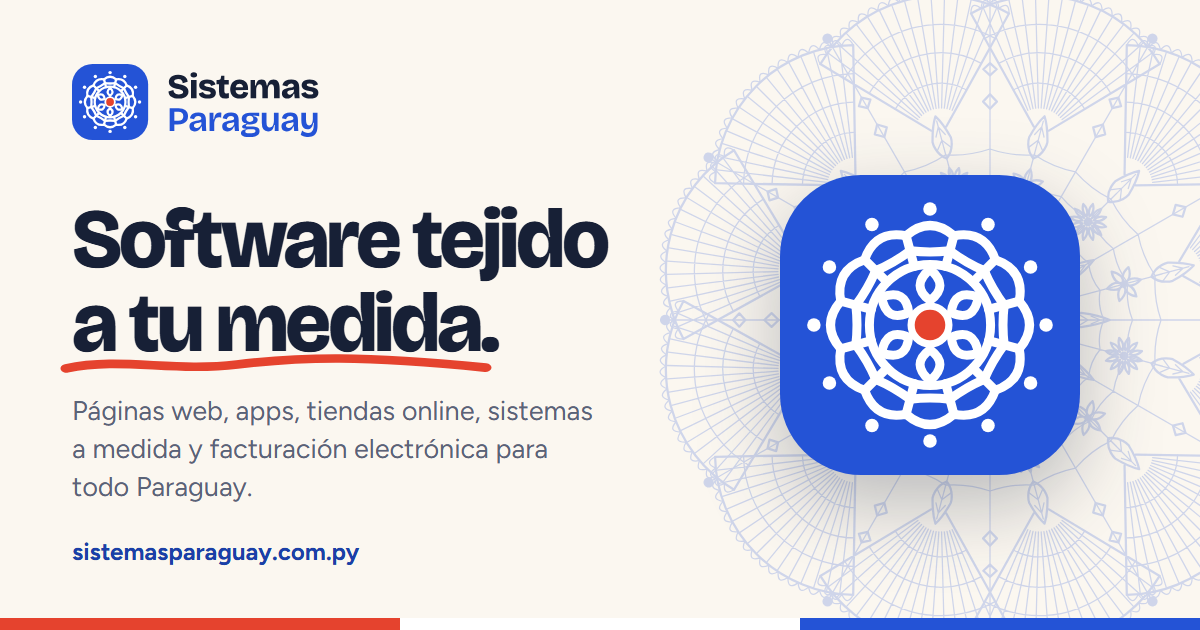 Sistemas
Paraguay
Software tejido
a tu medida.
Páginas web, apps, tiendas online, sistemas
a medida y facturación electrónica para
todo Paraguay.
sistemasparaguay.com.py